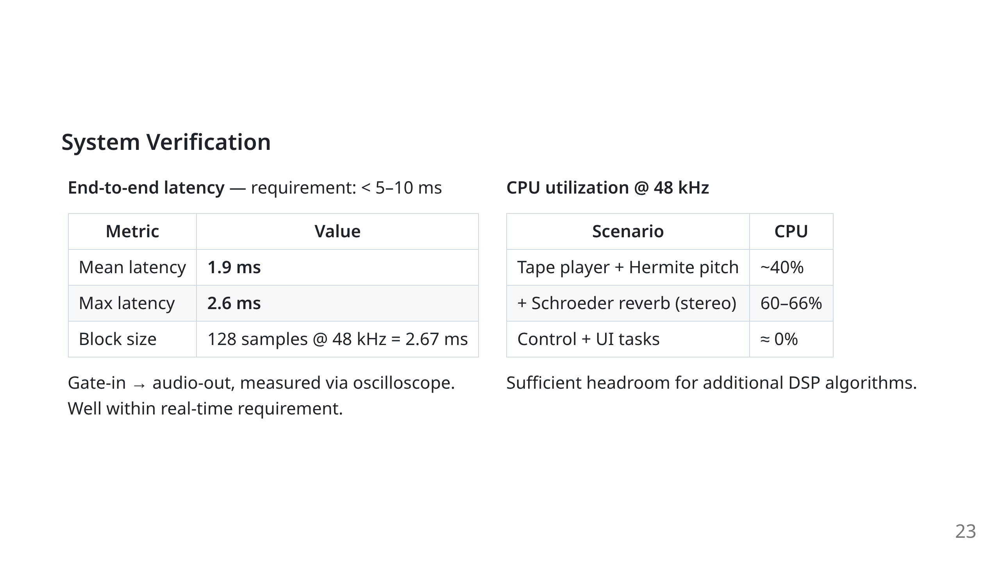 System Verification
End-to-end latency — requirement: < 5–10 ms
Metric Value
Mean latency 1.9 ms
Max latency 2.6 ms
Block size 128 samples @ 48 kHz = 2.67 ms
Gate-in → audio-out, measured via oscilloscope.
Well within real-time requirement.
CPU utilization @ 48 kHz
Scenario CPU
Tape player + Hermite pitch ~40%
+ Schroeder reverb (stereo) 60–66%
Control + UI tasks ≈ 0%
Sufficient headroom for additional DSP algorithms.
23